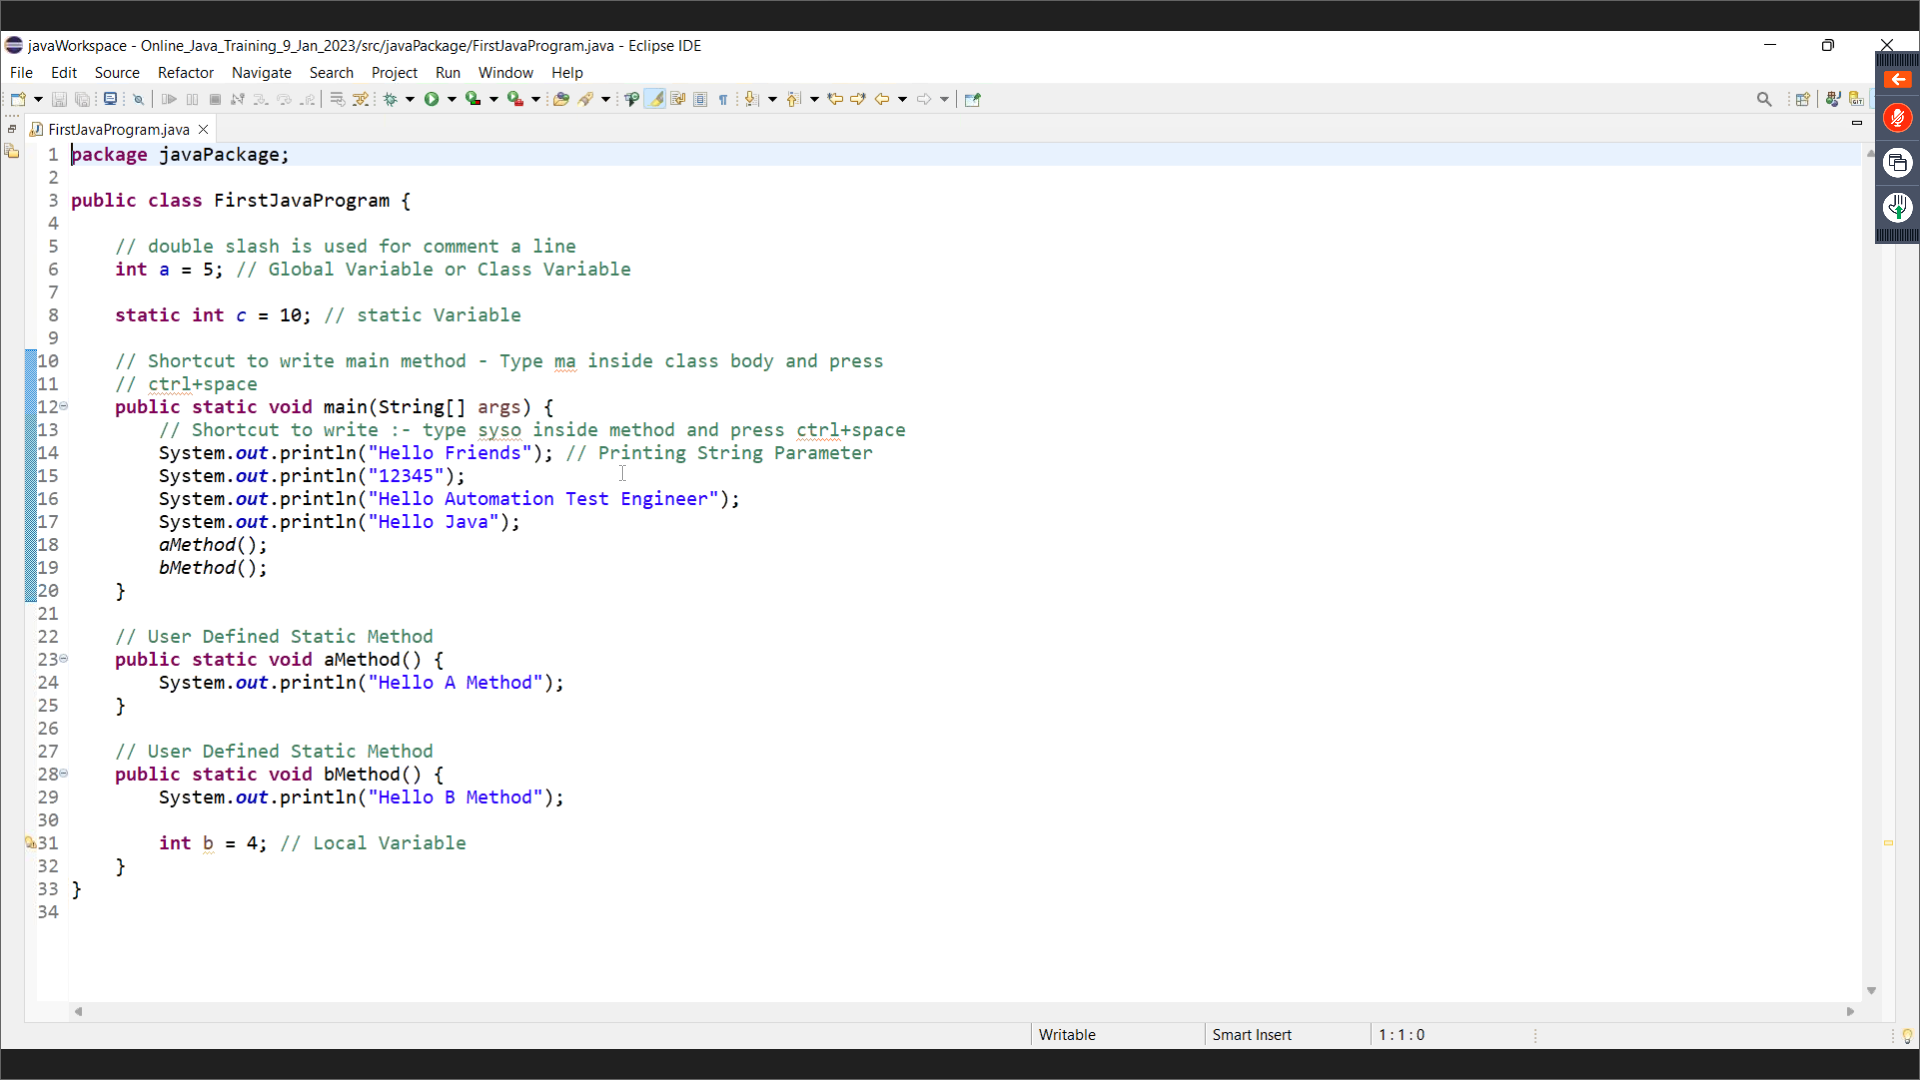 javaWorkspace - Online_Java_Training_9_Jan_2023/src/javaPackage/FirstJavaProgram.java - Eclipse IDE
File Edit Source Refactor Navigate Search Project Run Window Help
FirstJavaProgram.java
1 package javaPackage;
2
3 public class FirstJavaProgram {
4
5 // double slash is used for comment a line
6 int a = 5; // Global Variable or Class Variable
7
8 static int c = 10; // static Variable
9
10 // Shortcut to write main method - Type ma inside class body and press
11 // ctrl+space
12 public static void main(String[] args) {
13 // Shortcut to write :- type syso inside method and press ctrl+space
14 System.out.println("Hello Friends"); // Printing String Parameter
15 System.out.println("12345");
16 System.out.println("Hello Automation Test Engineer");
17 System.out.println("Hello Java");
18 aMethod();
19 bMethod();
20 }
21
22 // User Defined Static Method
23 public static void aMethod() {
24 System.out.println("Hello A Method");
25 }
26
27 // User Defined Static Method
28 public static void bMethod() {
29 System.out.println("Hello B Method");
30
31 int b = 4; // Local Variable
32 }
33 }
34
Writable Smart Insert 1 : 1 : 0